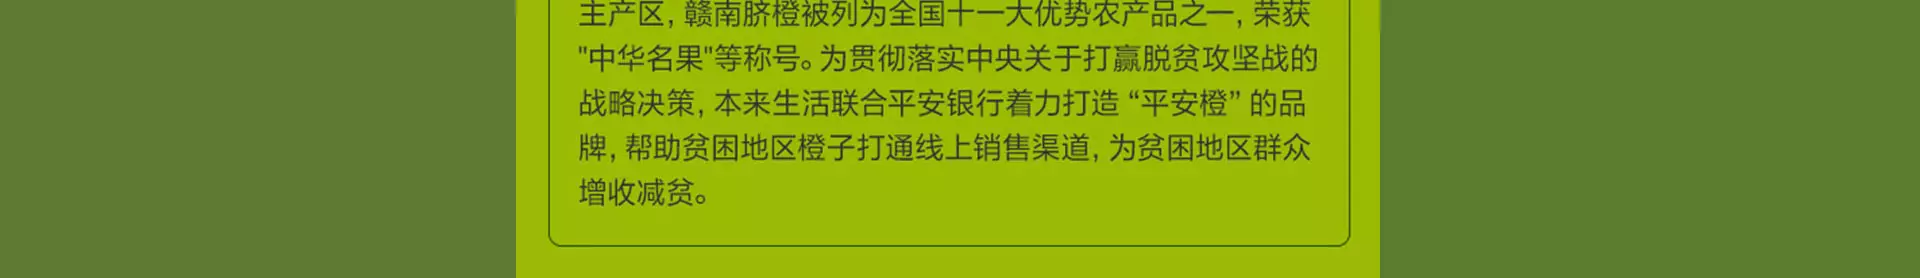 主产区, 赣南脐橙被列为全国十一大优势农产品之一, 荣获
"中华名果"等称号。为贯彻落实中央关于打赢脱贫攻坚战的
战略决策, 本来生活联合平安银行着力打造 “平安橙” 的品
牌, 帮助贫困地区橙子打通线上销售渠道, 为贫困地区群众
增收减贫。